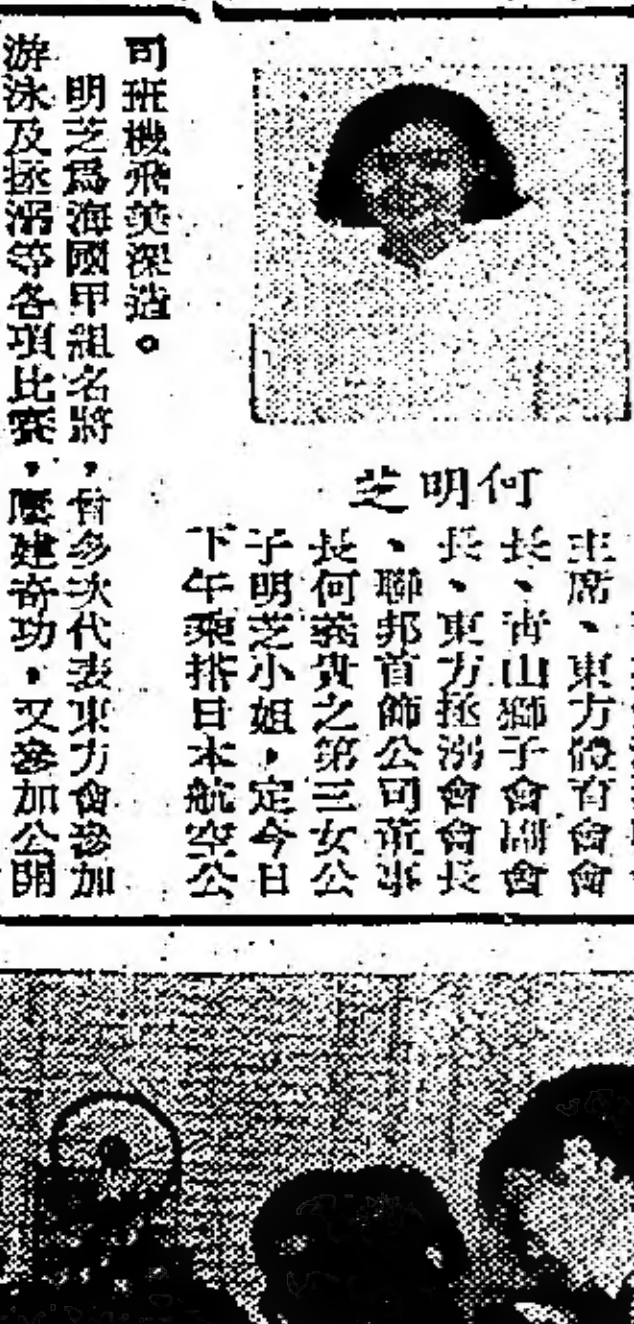 何明芝
主席、東方體育會會
長、青山獅子會副會
長、東方拯溺會會長
、聯邦首飾公司董事
長何義貴之第三女公
子明芝小姐，定今日
下午乘搭日本航空公
司班機飛英深造。
明芝爲海國甲組名將，曾多次代表東方會參加
游泳及拯溺等各項比賽，屢建奇功，又參加公開